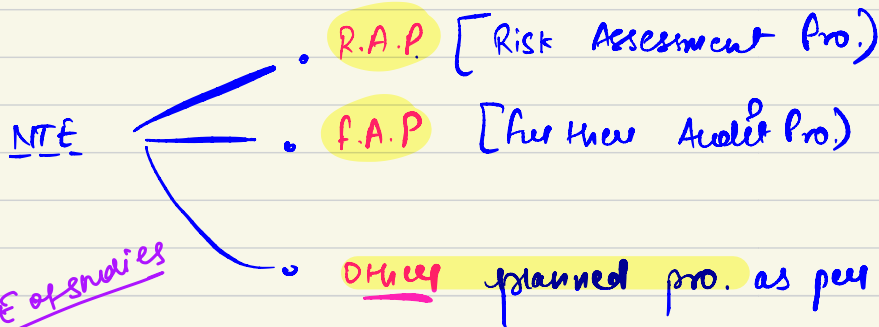 R.A.P. [Risk Assessment Pro.)
NTE
F.A.P [Further Audit Pro.)
Other planned pro. as per
E of studies